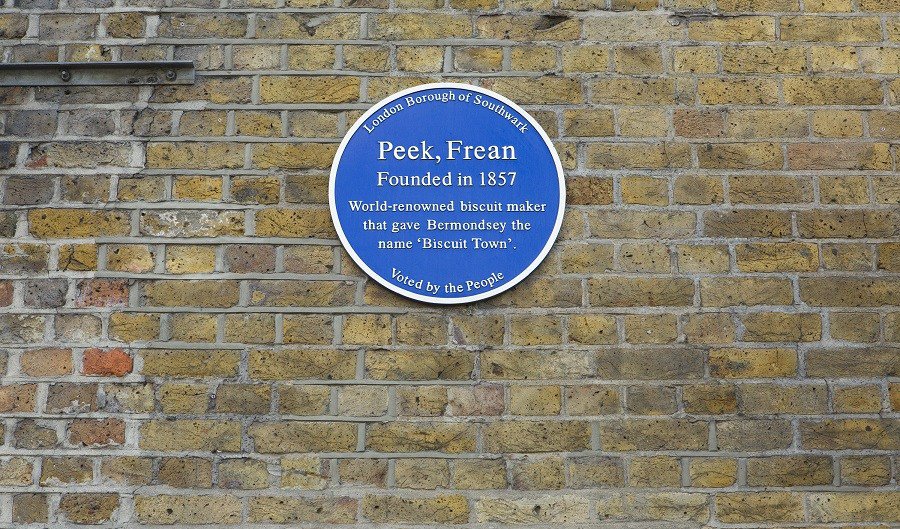 London Borough of Southwark
Peek, Frean
Founded in 1857
World-renowned biscuit maker
that gave Bermondsey the
name ‘Biscuit Town’.
Voted by the People